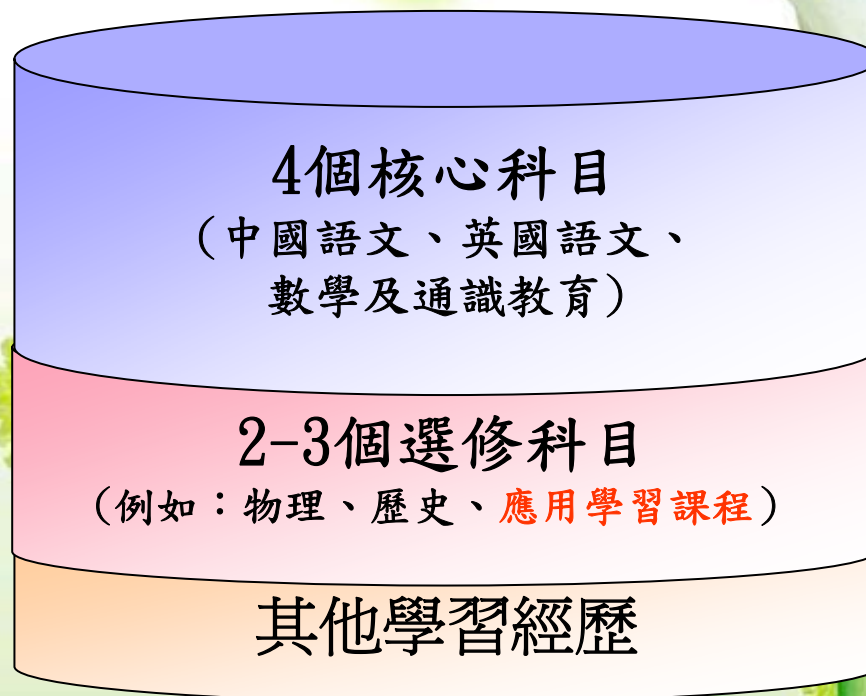 4個核心科目
(中國語文、英國語文、
數學及通識教育)
2-3個選修科目
(例如：物理、歷史、應用學習課程)
其他學習經歷